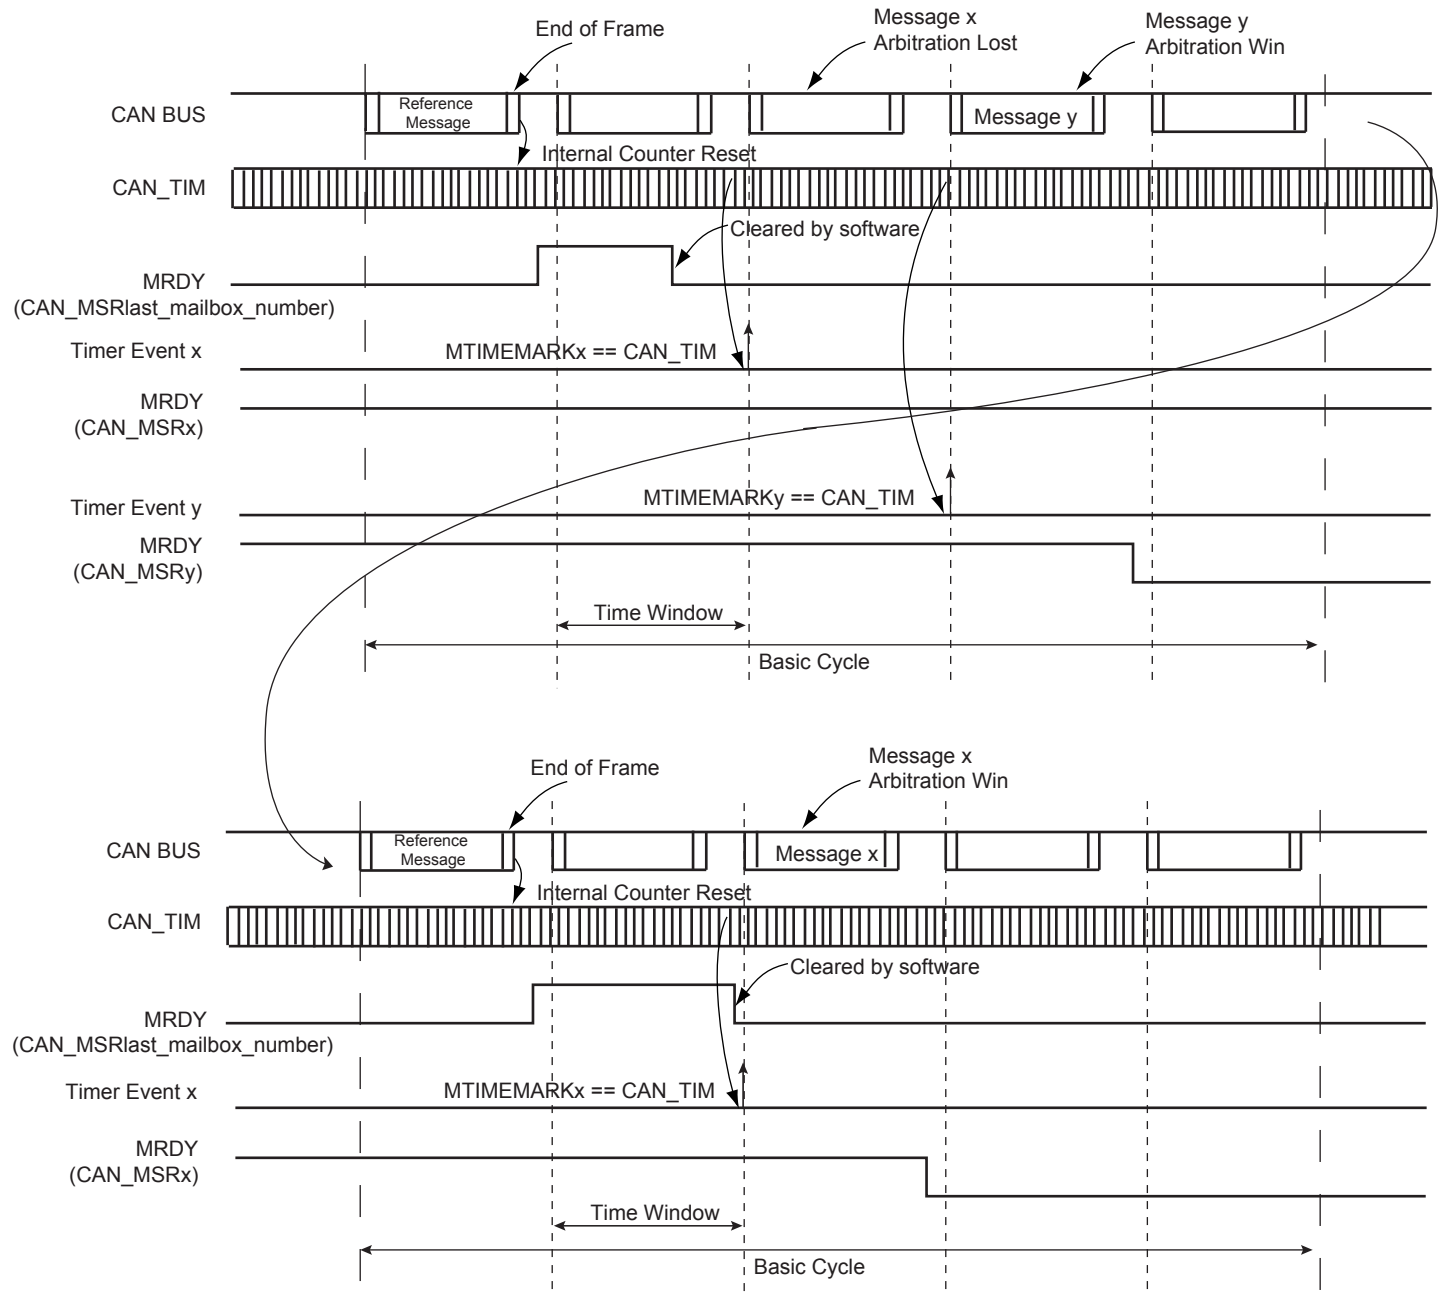 End of Frame
Message x
Arbitration Lost
Message y
Arbitration Win
CAN BUS
Reference
Message
Message y
Internal Counter Reset
CAN_TIM
Cleared by software
MRDY
(CAN_MSRlast_mailbox_number)
Timer Event x
MTIMEMARKx == CAN_TIM
MRDY
(CAN_MSRx)
Timer Event y
MTIMEMARKy == CAN_TIM
MRDY
(CAN_MSRy)
Time Window
Basic Cycle
End of Frame
Message x
Arbitration Win
CAN BUS
Reference
Message
Message x
Internal Counter Reset
CAN_TIM
Cleared by software
MRDY
(CAN_MSRlast_mailbox_number)
Timer Event x
MTIMEMARKx == CAN_TIM
MRDY
(CAN_MSRx)
Time Window
Basic Cycle